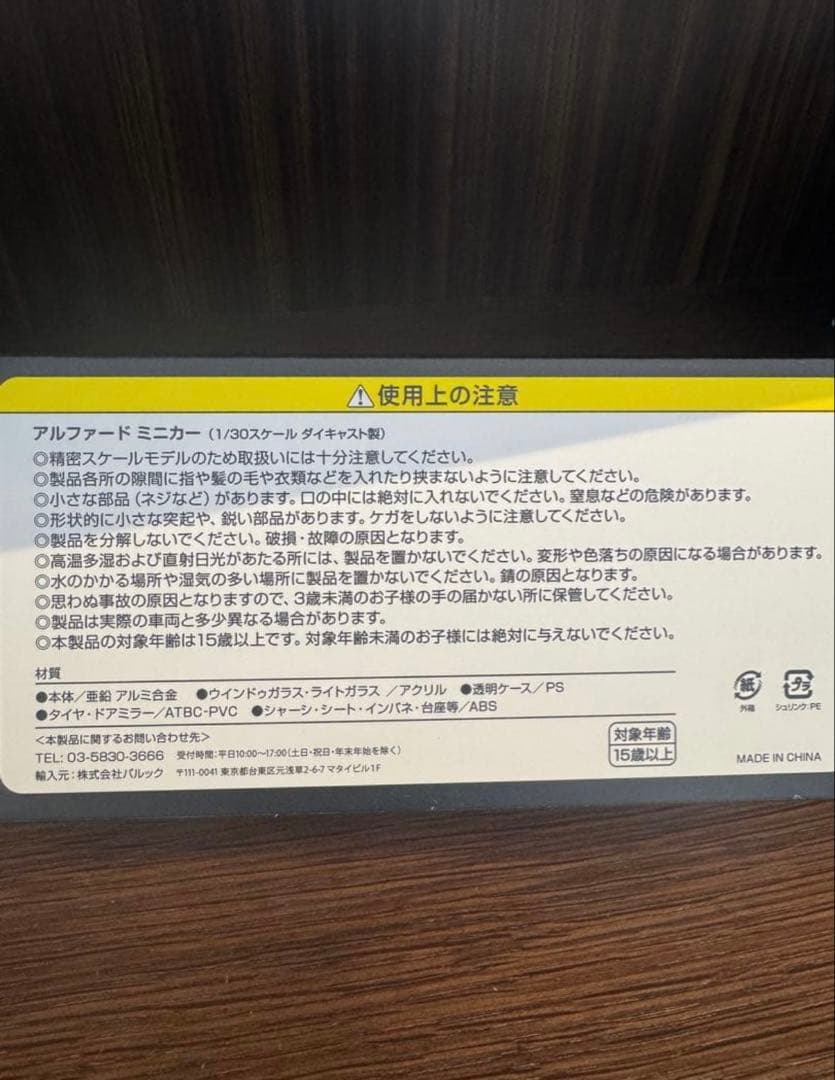 ⚠使用上の注意
アルファード ミニカー（1/30スケール ダイキャスト製）
◎精密スケールモデルのため取扱いには十分注意してください。
◎製品各所の隙間に指や髪の毛や衣類などを入れたり挟まないように注意してください。
◎小さな部品（ネジなど）があります。口の中には絶対に入れないでください。窒息などの危険があります。
◎形状的に小さな突起や、鋭い部品があります。ケガをしないように注意してください。
◎製品を分解しないでください。破損・故障の原因となります。
◎高温多湿および直射日光があたる所には、製品を置かないでください。変形や色落ちの原因になる場合があります。
◎水のかかる場所や湿気の多い場所に製品を置かないでください。錆の原因となります。
◎思わぬ事故の原因となりますので、3歳未満のお子様の手の届かない所に保管してください。
◎製品は実際の車両と多少異なる場合があります。
◎本製品の対象年齢は15歳以上です。対象年齢未満のお子様には絶対に与えないでください。
材質
●本体／亜鉛 アルミ合金 ●ウインドゥガラス・ライトガラス ／アクリル ●透明ケース／PS
●タイヤ・ドアミラー／ATBC-PVC ●シャーシ・シート・インパネ・台座等／ABS
紙 プラ
外箱 シュリンク:PE
＜本製品に関するお問い合わせ先＞
TEL: 03-5830-3666 受付時間:平日10:00〜17:00(土日・祝日・年末年始を除く)
輸入元：株式会社バルック 〒111-0041 東京都台東区元浅草2-6-7 マタイビル1F
対象年齢
15歳以上
MADE IN CHINA